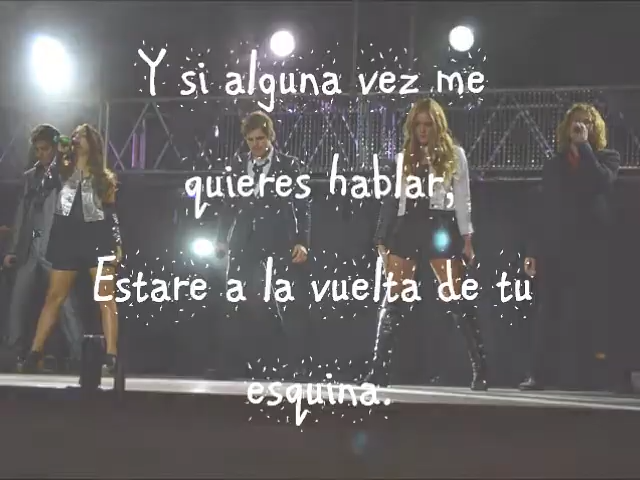 Y si alguna vez me
quieres hablar,
Estare a la vuelta de tu
esquina.